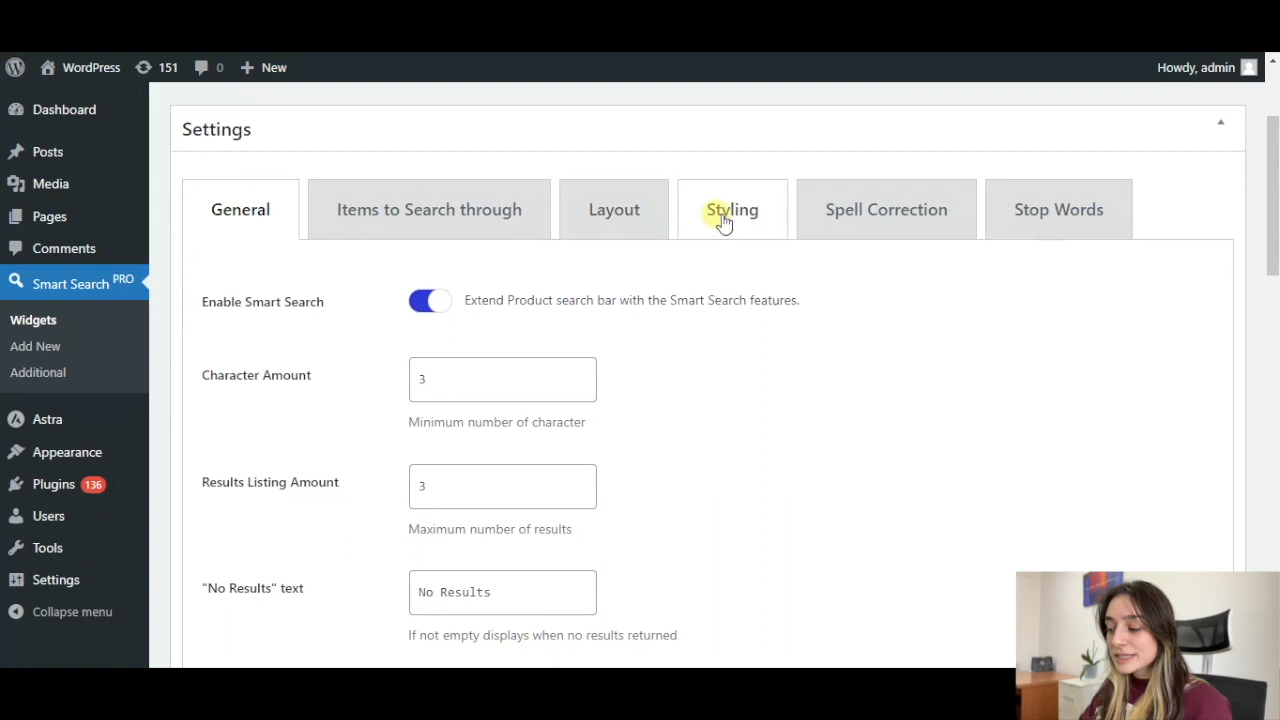 WordPress 151 0 New Howdy, admin
Dashboard
Posts
Media
Pages
Comments
Smart Search PRO
Widgets
Add New
Additional
Astra
Appearance
Plugins 136
Users
Tools
Settings
Collapse menu
Settings
General Items to Search through Layout Styling Spell Correction Stop Words
Enable Smart Search Extend Product search bar with the Smart Search features.
Character Amount 3
Minimum number of character
Results Listing Amount 3
Maximum number of results
"No Results" text No Results
If not empty displays when no results returned